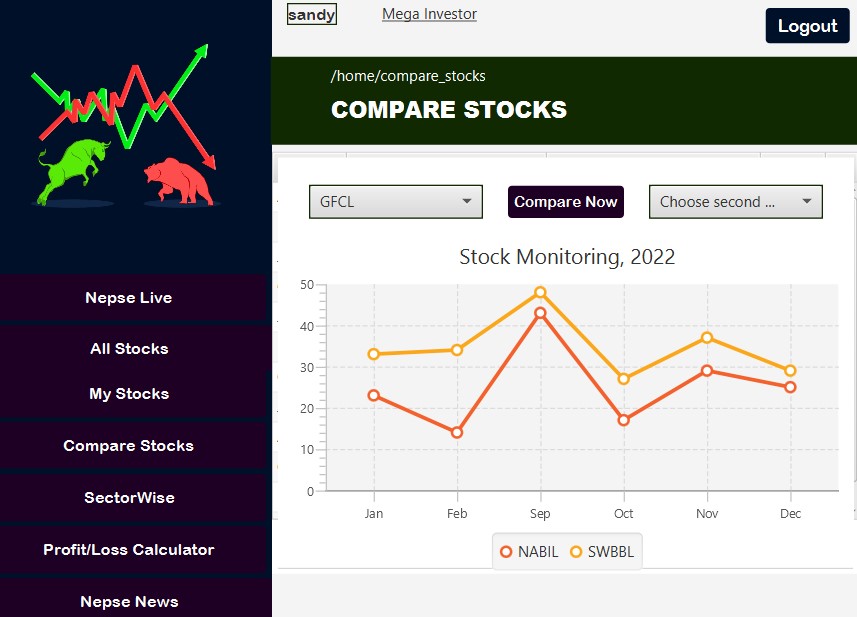 sandy
Mega Investor
Logout
/home/compare_stocks
COMPARE STOCKS
Nepse Live
All Stocks
My Stocks
Compare Stocks
SectorWise
Profit/Loss Calculator
Nepse News
GFCL
Compare Now
Choose second ...
Stock Monitoring, 2022
50
40
30
20
10
0
Jan Feb Sep Oct Nov Dec
NABIL SWBBL